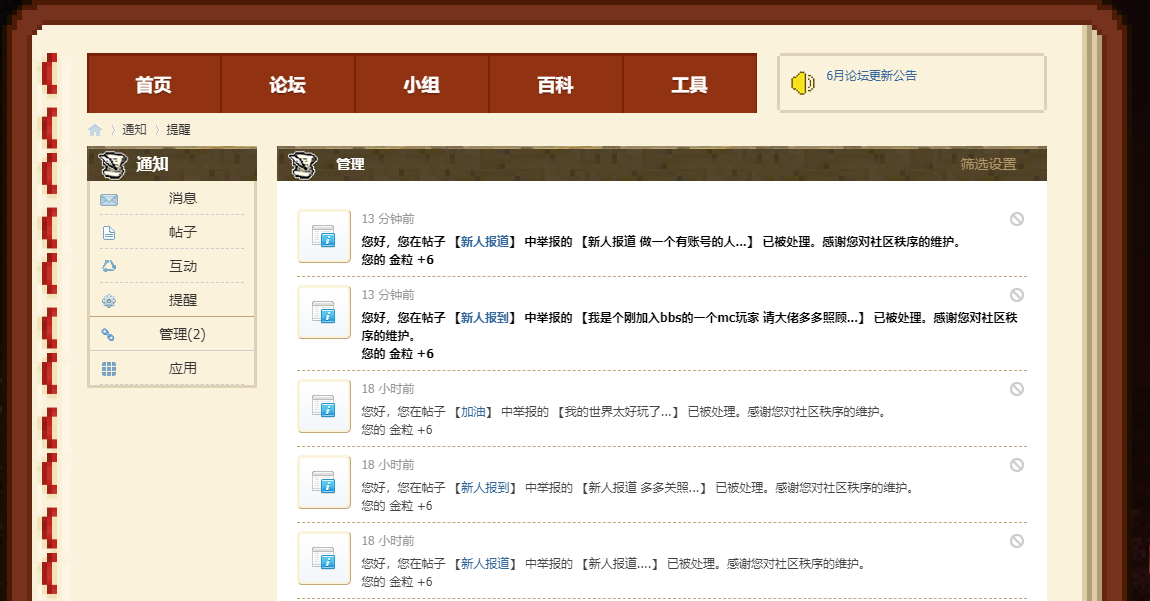 首页 论坛 小组 百科 工具
6月论坛更新公告
通知 提醒
通知
消息
帖子
互动
提醒
管理(2)
应用
管理 筛选设置
13 分钟前
您好，您在帖子 【新人报道】 中举报的 【新人报道 做一个有账号的人...】 已被处理。感谢您对社区秩序的维护。
您的 金粒 +6
13 分钟前
您好，您在帖子 【新人报到】 中举报的 【我是个刚加入bbs的一个mc玩家 请大佬多多照顾...】 已被处理。感谢您对社区秩
序的维护。
您的 金粒 +6
18 小时前
您好，您在帖子 【加油】 中举报的 【我的世界太好玩了...】 已被处理。感谢您对社区秩序的维护。
您的 金粒 +6
18 小时前
您好，您在帖子 【新人报到】 中举报的 【新人报道 多多关照...】 已被处理。感谢您对社区秩序的维护。
您的 金粒 +6
18 小时前
您好，您在帖子 【新人报道】 中举报的 【新人报道....】 已被处理。感谢您对社区秩序的维护。
您的 金粒 +6